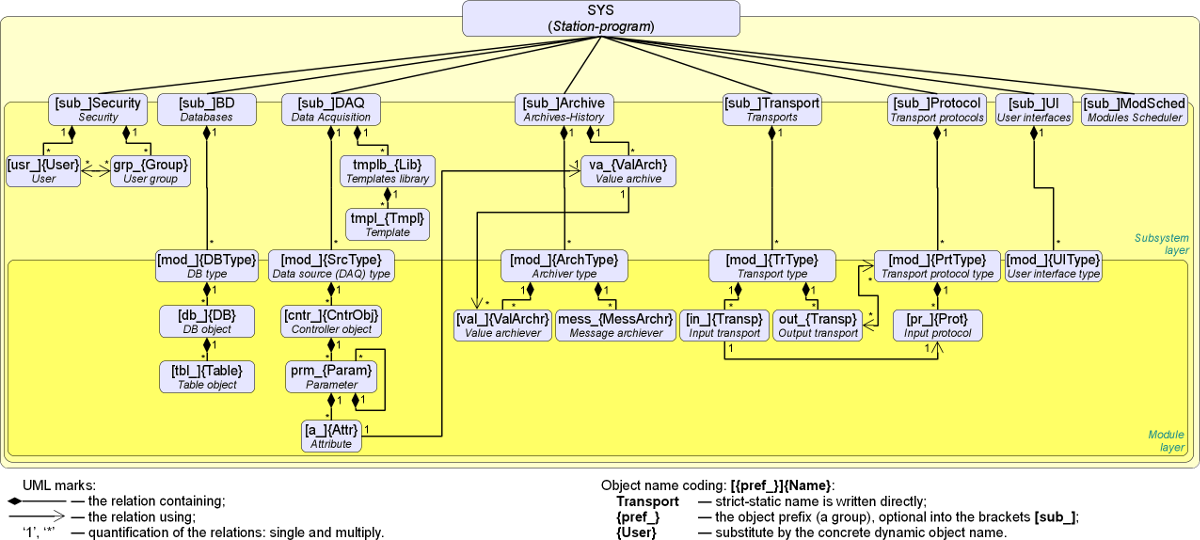 SYS
(Station-program)
[sub_]Security
Security
[sub_]BD
Databases
[sub_]DAQ
Data Acquisition
[sub_]Archive
Archives-History
[sub_]Transport
Transports
[sub_]Protocol
Transport protocols
[sub_]UI
User interfaces
[sub_]ModSched
Modules Scheduler
1
1
1
1
1
1
1
1
1
1
*
*
*
*
[usr_]{User}
User
*
*
grp_{Group}
User group
tmplb_{Lib}
Templates library
1
va_{ValArch}
Value archive
1
1
*
tmpl_{Tmpl}
Template
Subsystem
layer
*
*
*
*
*
*
[mod_]{DBType}
DB type
[mod_]{SrcType}
Data source (DAQ) type
[mod_]{ArchType}
Archiver type
[mod_]{TrType}
Transport type
[mod_]{PrtType}
Transport protocol type
[mod_]{UIType}
User interface type
1
1
1
1
1
1
1
*
*
*
*
*
*
*
*
*
*
[db_]{DB}
DB object
[cntr_]{CntrObj}
Controller object
[val_]{ValArchr}
Value archiever
mess_{MessArchr}
Message archiever
[in_]{Transp}
Input transport
out_{Transp}
Output transport
[pr_]{Prot}
Input protocol
1
1
1
1
*
*
*
[tbl_]{Table}
Table object
prm_{Param}
Parameter
1
1
*
[a_]{Attr}
Attribute
1
Module
layer
UML marks:
— the relation containing;
— the relation using;
‘1’, ‘*’ — quantification of the relations: single and multiply.
Object name coding: [{pref_}]{Name}:
Transport — strict-static name is written directly;
{pref_} — the object prefix (a group), optional into the brackets [sub_];
{User} — substitute by the concrete dynamic object name.